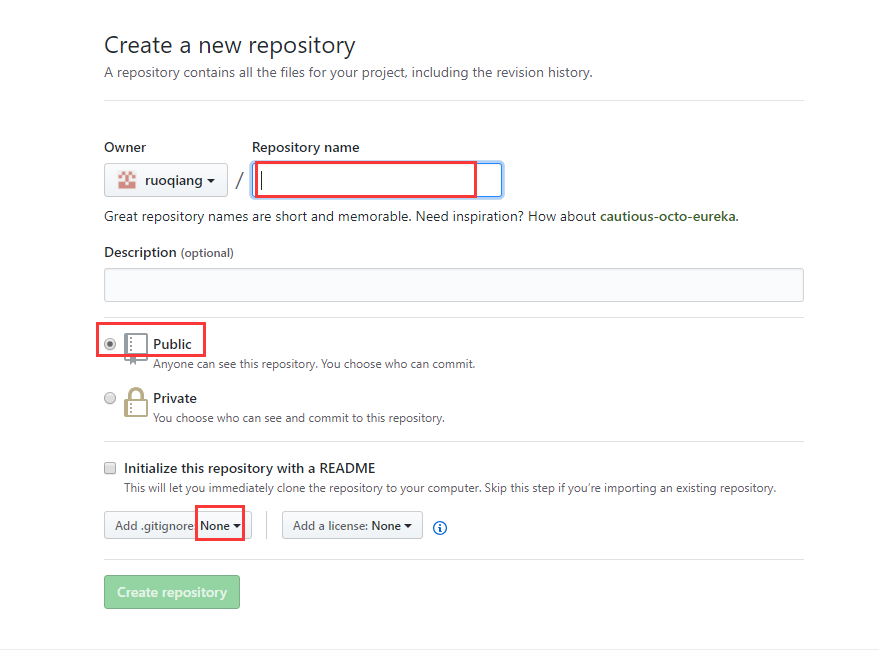 Create a new repository
A repository contains all the files for your project, including the revision history.
Owner Repository name
ruoqiang /
Great repository names are short and memorable. Need inspiration? How about cautious-octo-eureka.
Description (optional)
Public
Anyone can see this repository. You choose who can commit.
Private
You choose who can see and commit to this repository.
Initialize this repository with a README
This will let you immediately clone the repository to your computer. Skip this step if you’re importing an existing repository.
Add .gitignore: None Add a license: None
Create repository